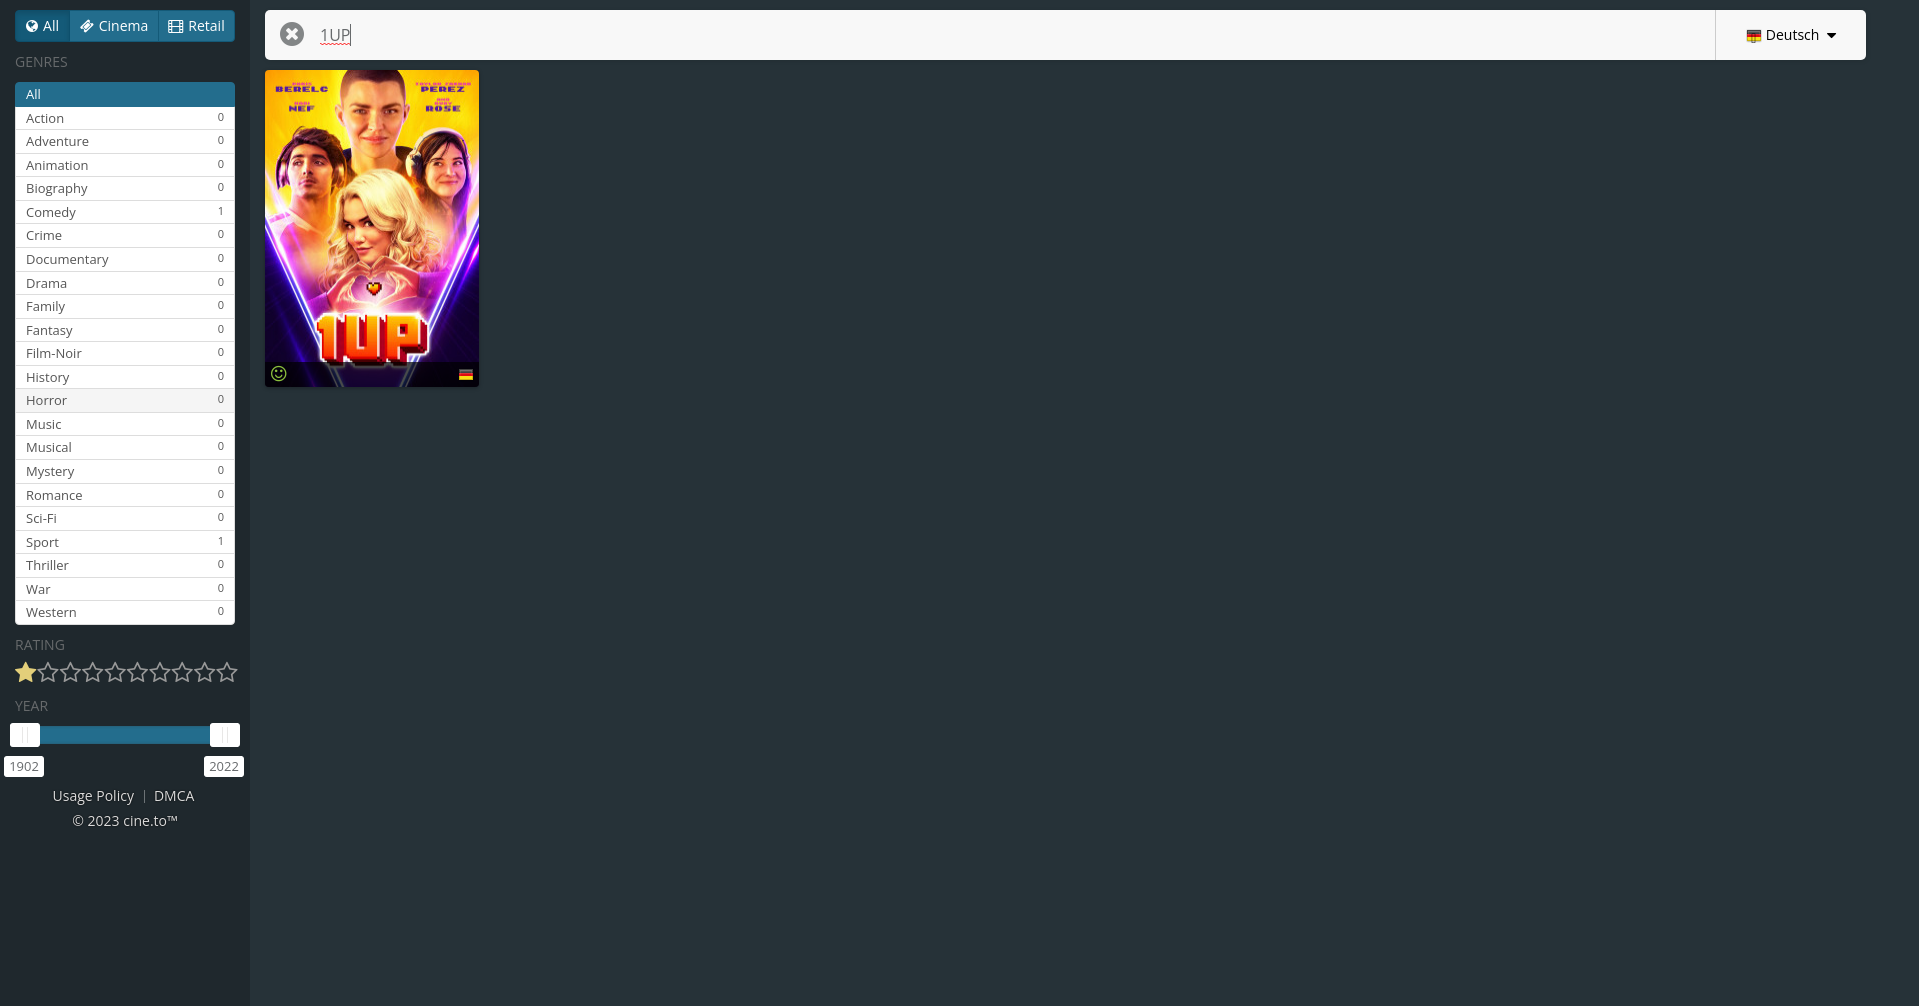 All Cinema Retail
1UP
Deutsch
GENRES
All
Action 0
Adventure 0
Animation 0
Biography 0
Comedy 1
Crime 0
Documentary 0
Drama 0
Family 0
Fantasy 0
Film-Noir 0
History 0
Horror 0
Music 0
Musical 0
Mystery 0
Romance 0
Sci-Fi 0
Sport 1
Thriller 0
War 0
Western 0
RATING
YEAR
1902 2022
Usage Policy | DMCA
© 2023 cine.to™
BERELC
PEREZ
NEF
ROSE
1UP